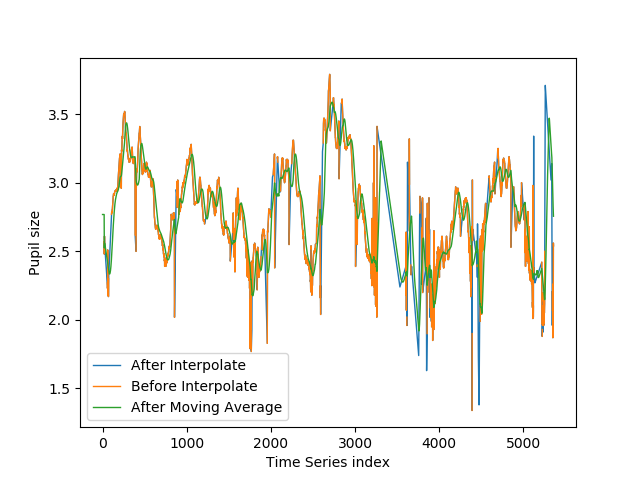 3.5
3.0
2.5
2.0
1.5
Pupil size
After Interpolate
Before Interpolate
After Moving Average
0 1000 2000 3000 4000 5000
Time Series index